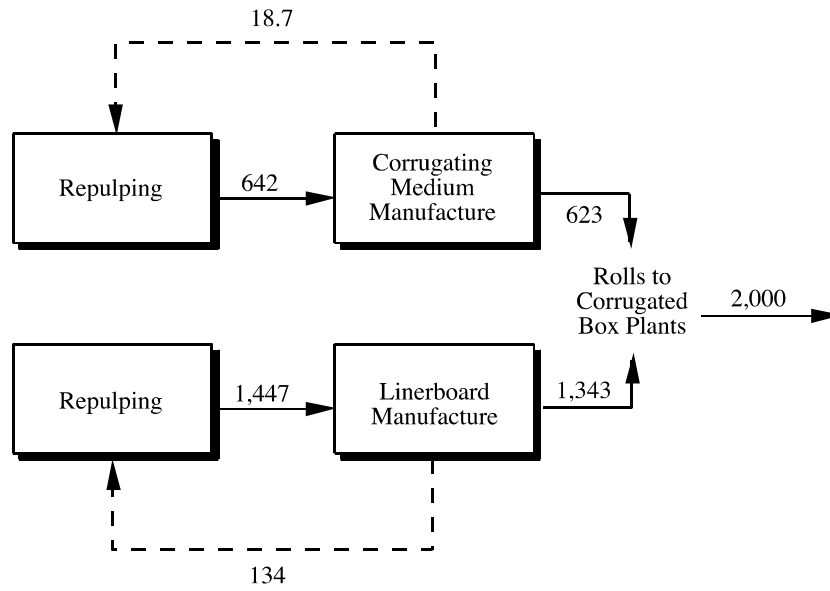 18.7
Repulping
642
Corrugating
Medium
Manufacture
623
Rolls to
Corrugated
Box Plants
2,000
Repulping
1,447
Linerboard
Manufacture
1,343
134